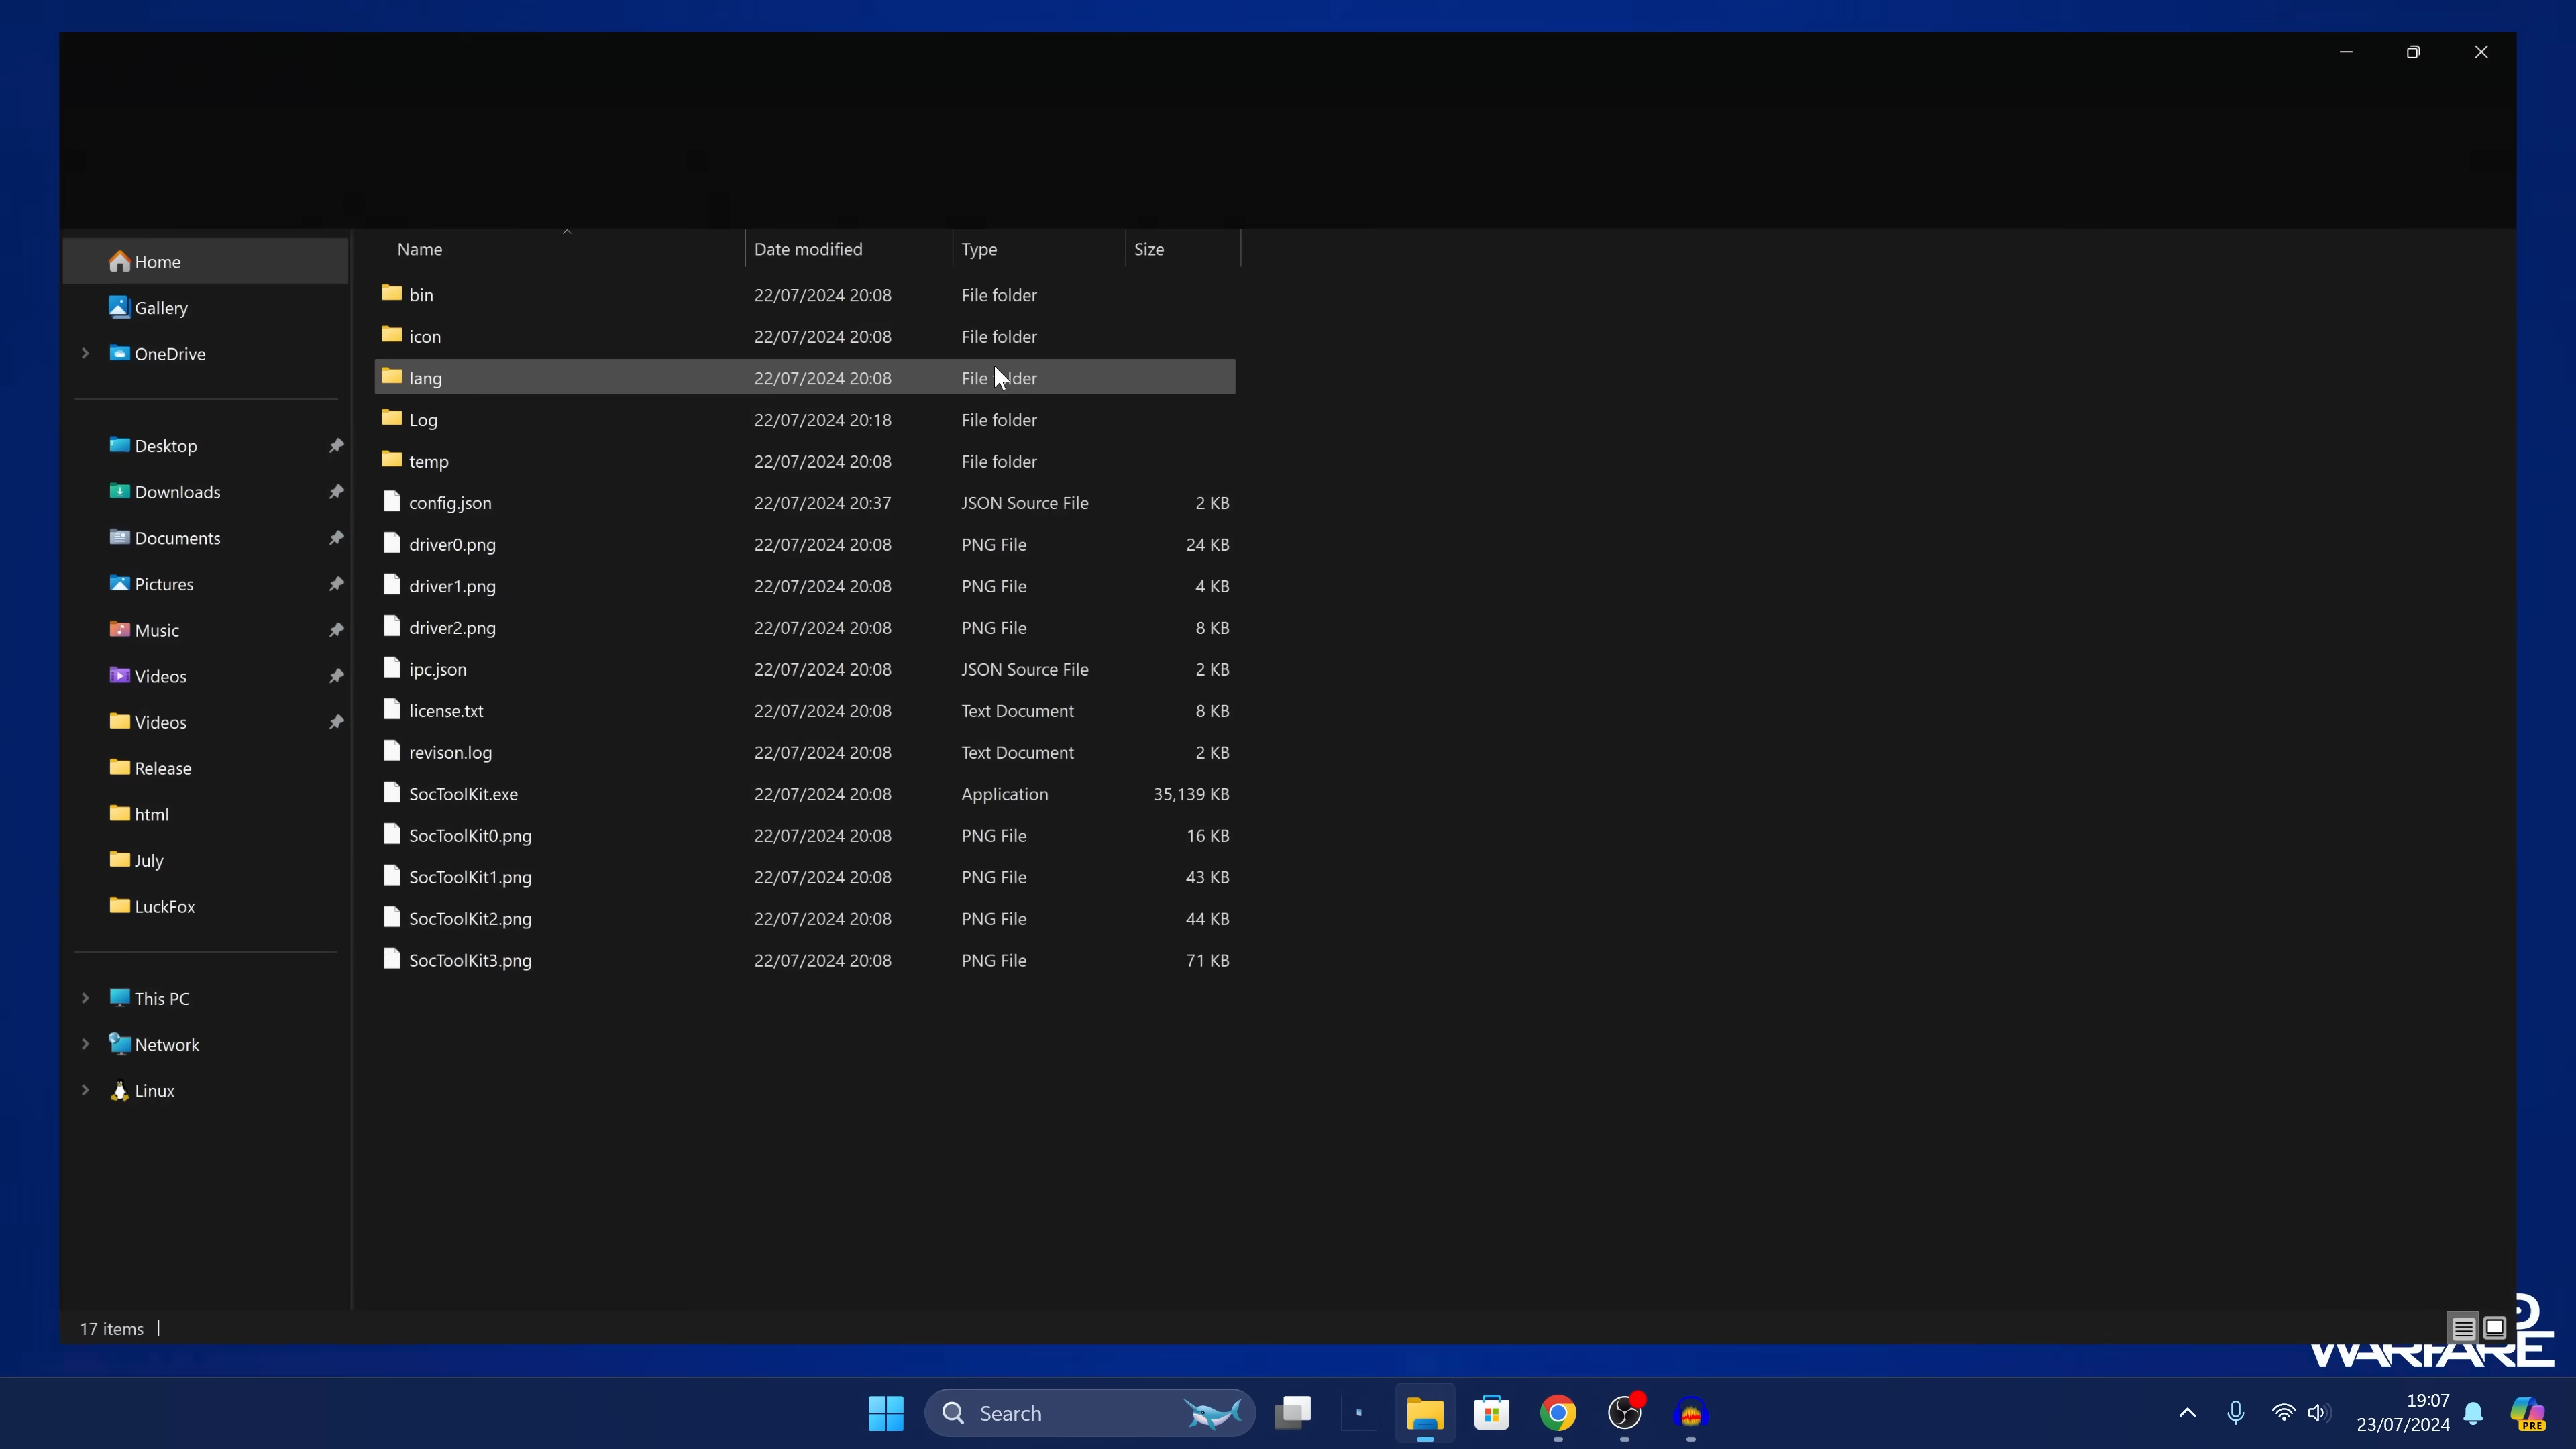 Name Date modified Type Size
Home
Gallery
OneDrive
Desktop
Downloads
Documents
Pictures
Music
Videos
Videos
Release
html
July
LuckFox
This PC
Network
Linux
bin 22/07/2024 20:08 File folder
icon 22/07/2024 20:08 File folder
lang 22/07/2024 20:08 File folder
Log 22/07/2024 20:18 File folder
temp 22/07/2024 20:08 File folder
config.json 22/07/2024 20:37 JSON Source File 2 KB
driver0.png 22/07/2024 20:08 PNG File 24 KB
driver1.png 22/07/2024 20:08 PNG File 4 KB
driver2.png 22/07/2024 20:08 PNG File 8 KB
ipc.json 22/07/2024 20:08 JSON Source File 2 KB
license.txt 22/07/2024 20:08 Text Document 8 KB
revison.log 22/07/2024 20:08 Text Document 2 KB
SocToolKit.exe 22/07/2024 20:08 Application 35,139 KB
SocToolKit0.png 22/07/2024 20:08 PNG File 16 KB
SocToolKit1.png 22/07/2024 20:08 PNG File 43 KB
SocToolKit2.png 22/07/2024 20:08 PNG File 44 KB
SocToolKit3.png 22/07/2024 20:08 PNG File 71 KB
17 items
WARFARE
Search
19:07
23/07/2024
PRE